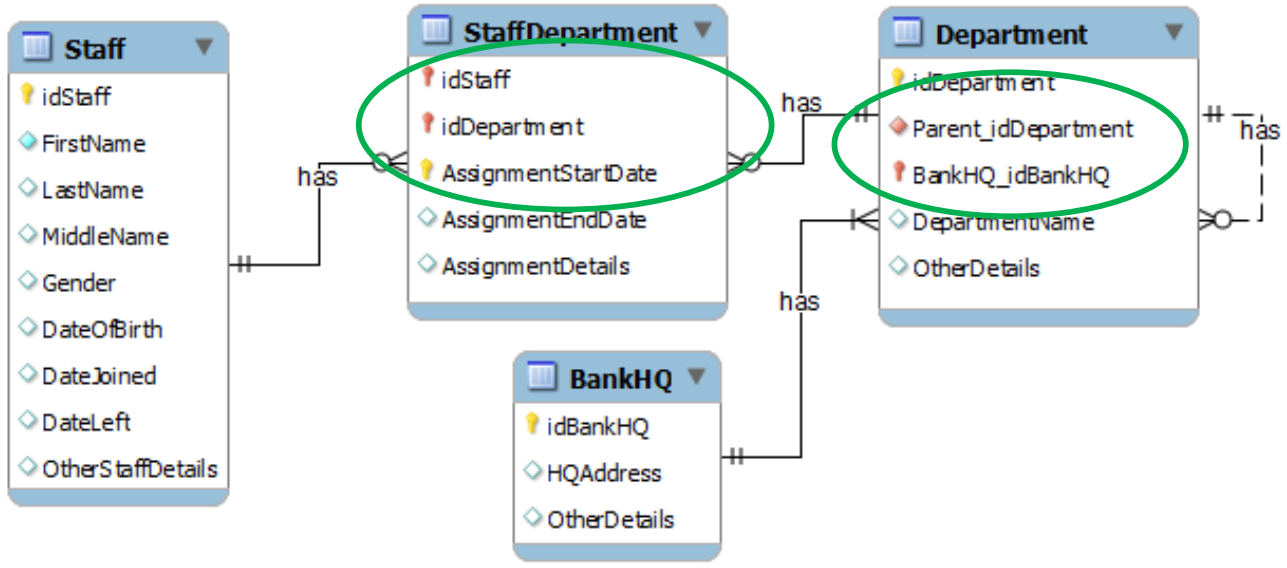 Staff
idStaff
FirstName
LastName
MiddleName
Gender
DateOfBirth
DateJoined
DateLeft
OtherStaffDetails
has
StaffDepartment
idStaff
idDepartment
AssignmentStartDate
AssignmentEndDate
AssignmentDetails
has
Department
idDepartment
Parent_idDepartment
BankHQ_idBankHQ
DepartmentName
OtherDetails
has
has
BankHQ
idBankHQ
HQAddress
OtherDetails